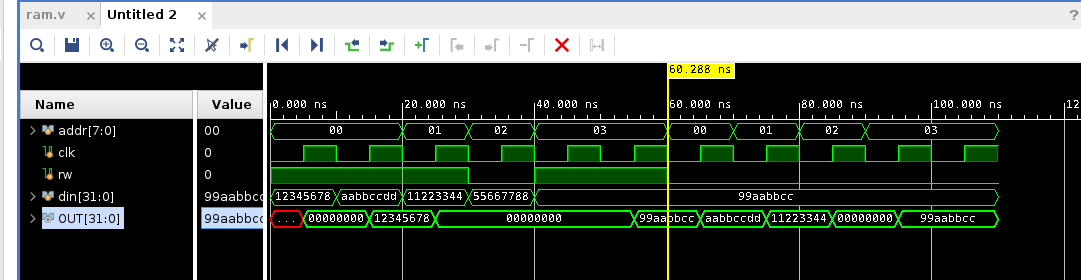 ram.v × Untitled 2 × ?
60.288 ns
Name Value 0.000 ns 20.000 ns 40.000 ns 60.000 ns 80.000 ns 100.000 ns 12
addr[7:0] 00 00 01 02 03 00 01 02 03
clk 0
rw 0
din[31:0] 99aabbcc 12345678 aabbccdd 11223344 55667788 99aabbcc
OUT[31:0] 99aabbcc ... 00000000 12345678 00000000 99aabbcc aabbccdd 11223344 00000000 99aabbcc